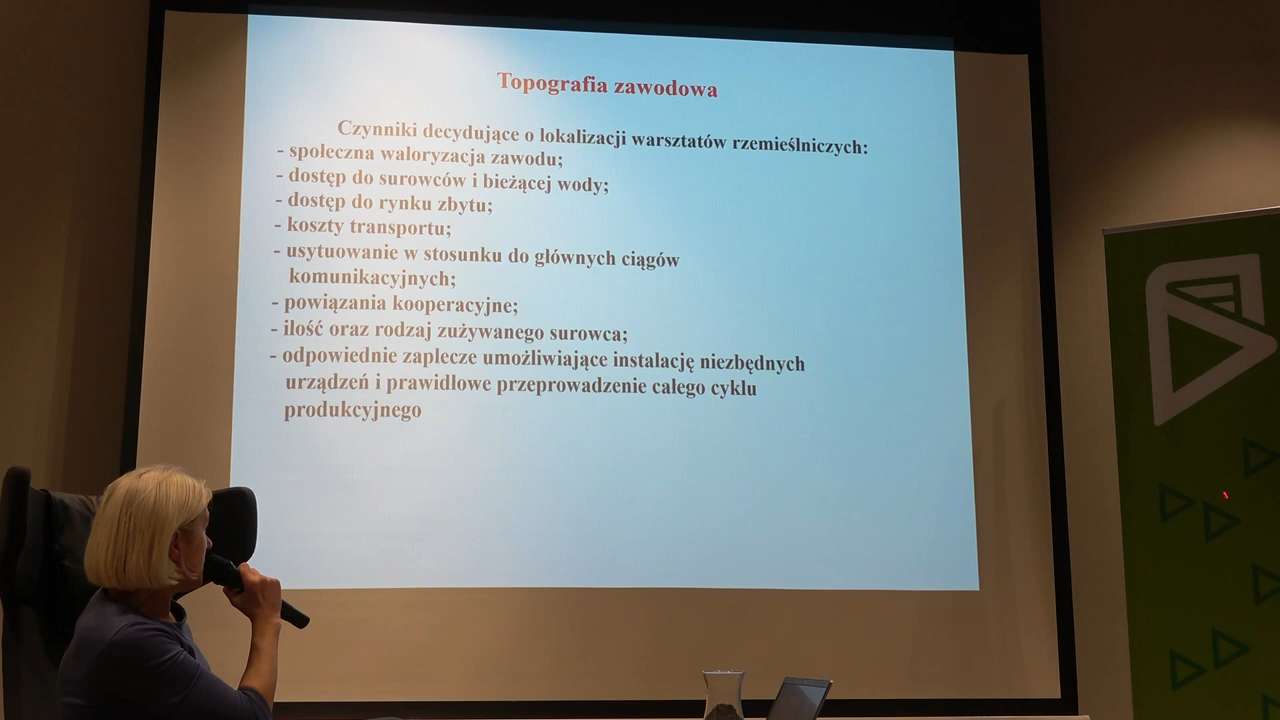 Topografia zawodowa
Czynniki decydujące o lokalizacji warsztatów rzemieślniczych:
- społeczna waloryzacja zawodu;
- dostęp do surowców i bieżącej wody;
- dostęp do rynku zbytu;
- koszty transportu;
- usytuowanie w stosunku do głównych ciągów
komunikacyjnych;
- powiązania kooperacyjne;
- ilość oraz rodzaj zużywanego surowca;
- odpowiednie zaplecze umożliwiające instalację niezbędnych
urządzeń i prawidłowe przeprowadzenie całego cyklu
produkcyjnego